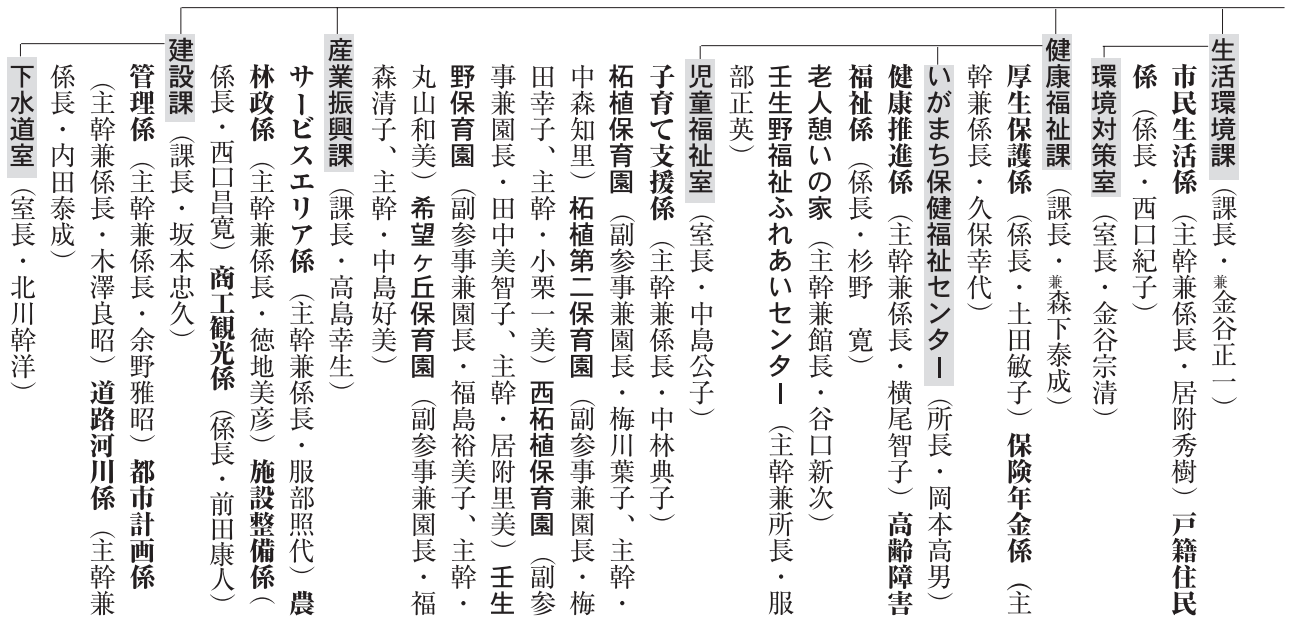 生活環境課（課長・兼金谷正一）
市民生活係（主幹兼係長・居附秀樹）戸籍住民
係（係長・西口紀子）
環境対策室（室長・金谷宗清）
健康福祉課（課長・兼森下泰成）
厚生保護係（係長・土田敏子）保険年金係（主
幹兼係長・久保幸代）
いがまち保健福祉センター（所長・岡本高男）
健康推進係（主幹兼係長・横尾智子）高齢障害
福祉係（係長・杉野　寛）
老人憩いの家（主幹兼館長・谷口新次）
壬生野福祉ふれあいセンター（主幹兼所長・服
部正英）
児童福祉室（室長・中島公子）
子育て支援係（主幹兼係長・中林典子）
柘植保育園（副参事兼園長・梅川葉子、主幹・
中森知里）柘植第二保育園（副参事兼園長・梅
田幸子、主幹・小栗一美）西柘植保育園（副参
事兼園長・田中美智子、主幹・居附里美）壬生
野保育園（副参事兼園長・福島裕美子、主幹・
丸山和美）希望ヶ丘保育園（副参事兼園長・福
森清子、主幹・中島好美）
産業振興課（課長・高島幸生）
サービスエリア係（主幹兼係長・服部照代）農
林政係（主幹兼係長・徳地美彦）施設整備係（
係長・西口昌寛）商工観光係（係長・前田康人）
建設課（課長・坂本忠久）
管理係（主幹兼係長・余野雅昭）都市計画係
（主幹兼係長・木澤良昭）道路河川係（主幹兼
係長・内田泰成）
下水道室（室長・北川幹洋）